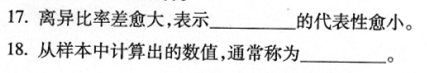 17. 离异比率差愈大,表示________的代表性愈小。
18. 从样本中计算出的数值,通常称为________。